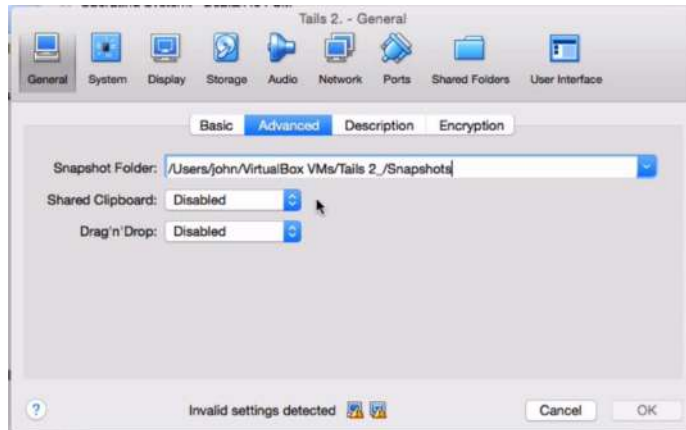 Tails 2. - General
General System Display Storage Audio Network Ports Shared Folders User Interface
Basic Advanced Description Encryption
Snapshot Folder: /Users/john/VirtualBox VMs/Tails 2_/Snapshots
Shared Clipboard: Disabled
Drag'n'Drop: Disabled
? Invalid settings detected Cancel OK